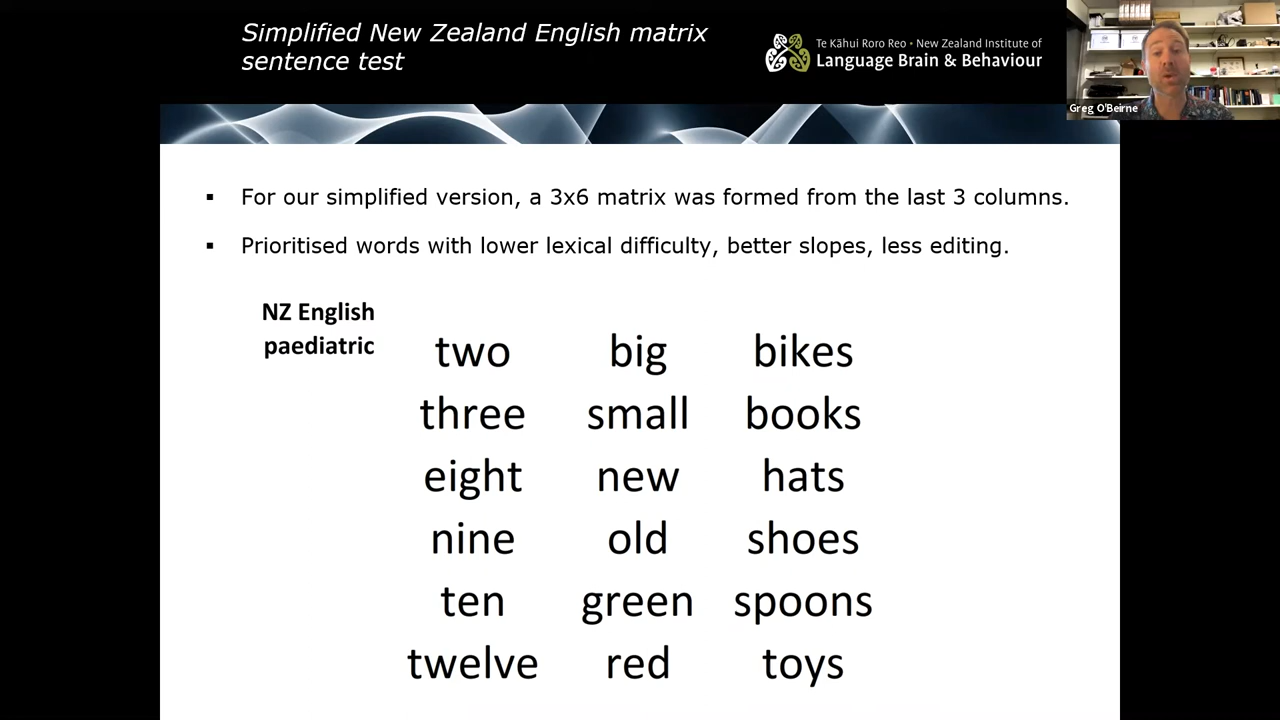 Simplified New Zealand English matrix
sentence test
Te Kāhui Roro Reo • New Zealand Institute of
Language Brain & Behaviour
Greg O'Beirne
▪ For our simplified version, a 3x6 matrix was formed from the last 3 columns.
▪ Prioritised words with lower lexical difficulty, better slopes, less editing.
NZ English
paediatric
two big bikes
three small books
eight new hats
nine old shoes
ten green spoons
twelve red toys